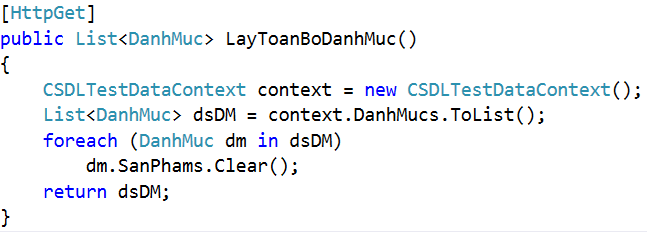 [HttpGet]
public List<DanhMuc> LayToanBoDanhMuc()
{
    CSDLTestDataContext context = new CSDLTestDataContext();
    List<DanhMuc> dsDM = context.DanhMucs.ToList();
    foreach (DanhMuc dm in dsDM)
        dm.SanPhams.Clear();
    return dsDM;
}